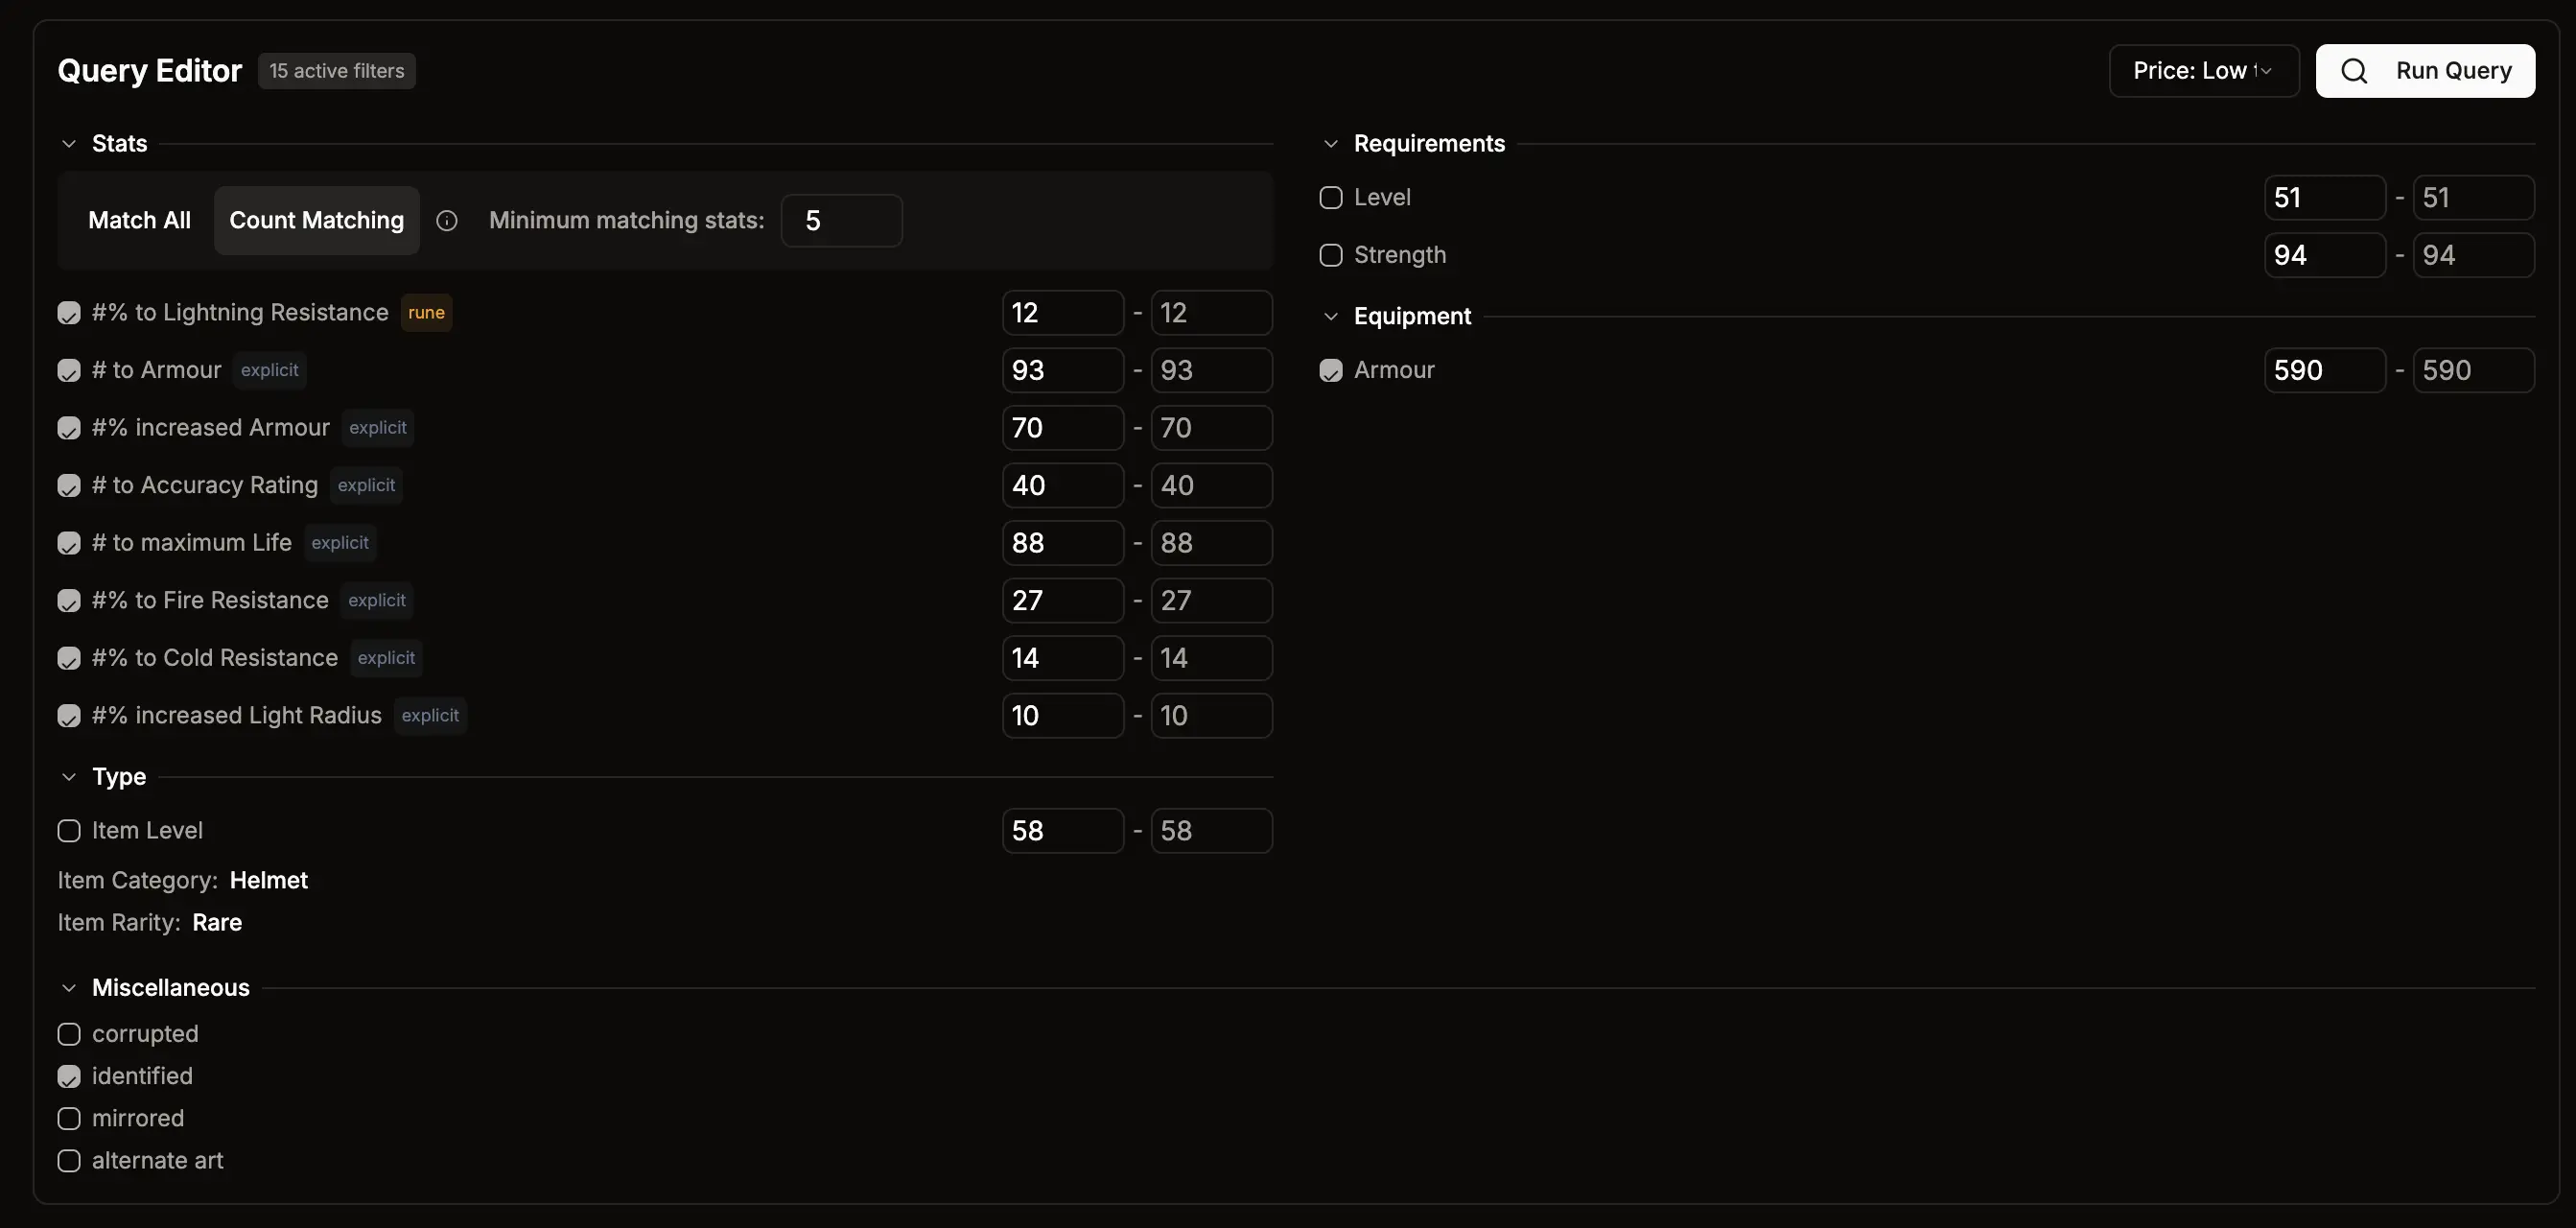 Query Editor 15 active filters
Price: Low
Run Query
Stats
Match All Count Matching Minimum matching stats: 5
#% to Lightning Resistance rune 12 - 12
# to Armour explicit 93 - 93
#% increased Armour explicit 70 - 70
# to Accuracy Rating explicit 40 - 40
# to maximum Life explicit 88 - 88
#% to Fire Resistance explicit 27 - 27
#% to Cold Resistance explicit 14 - 14
#% increased Light Radius explicit 10 - 10
Type
Item Level 58 - 58
Item Category: Helmet
Item Rarity: Rare
Requirements
Level 51 - 51
Strength 94 - 94
Equipment
Armour 590 - 590
Miscellaneous
corrupted
identified
mirrored
alternate art